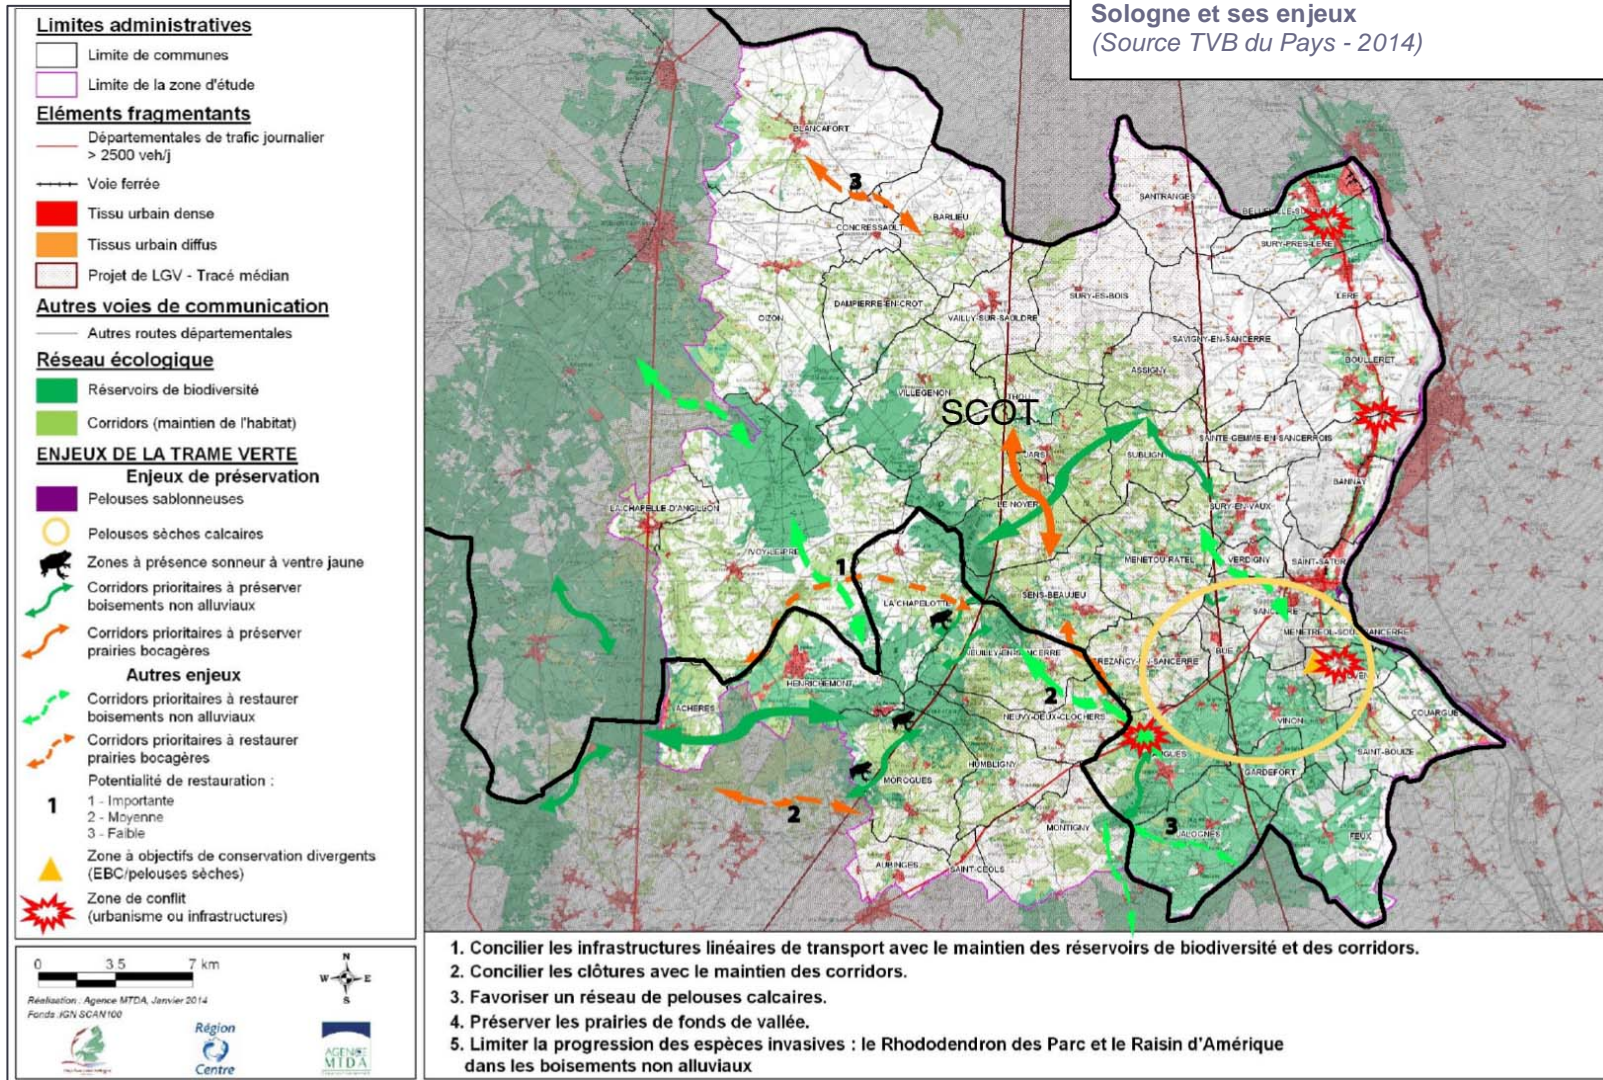 Sologne et ses enjeux
(Source TVB du Pays - 2014)
Limites administratives
Limite de communes
Limite de la zone d'étude
Eléments fragmentants
Départementales de trafic journalier
> 2500 veh/j
Voie ferrée
Tissu urbain dense
Tissus urbain diffus
Projet de LGV - Tracé médian
Autres voies de communication
Autres routes départementales
Réseau écologique
Réservoirs de biodiversité
Corridors (maintien de l'habitat)
ENJEUX DE LA TRAME VERTE
Enjeux de préservation
Pelouses sablonneuses
Pelouses sèches calcaires
Zones à présence sonneur à ventre jaune
Corridors prioritaires à préserver
boisements non alluviaux
Corridors prioritaires à préserver
prairies bocagères
Autres enjeux
Corridors prioritaires à restaurer
boisements non alluviaux
Corridors prioritaires à restaurer
prairies bocagères
Potentialité de restauration :
1
1 - Importante
2 - Moyenne
3 - Faible
Zone à objectifs de conservation divergents
(EBC/pelouses sèches)
Zone de conflit
(urbanisme ou infrastructures)
0 3.5 7 km
N
W E
S
Réalisation : Agence MTDA, Janvier 2014
Fonds :IGN SCAN100
Région
Centre
AGENCE
MTDA
BLANCAFORT
3
BARLIEU
CONCRESSAULT
SANTRANGES
SURY-PRES-LERE
LERE
DAMPIERRE-EN-CROT
SURY-ES-BOIS
OIZON
VAILLY-SUR-SAULDRE
SAVIGNY-EN-SANCERRE
BOULLERET
ASSIGNY
VILLEGENON
THOU
SCOT
SAINTE-GEMME-EN-SANCERROIS
JARS
SUBLIGNY
BANNAY
LE NOYER
SURY-EN-VAUX
LA CHAPELLE-D'ANGILLON
IVOY-LE-PRE
1
MENETOU-RATEL
VERDIGNY
SAINT-SATUR
SENS-BEAUJEU
LA CHAPELOTTE
SANCERRE
BUE
HENRICHEMONT
2
ACHERES
NEUVY-DEUX-CLOCHERS
VINON
COUARGUES
SAINT-BOUIZE
HUMBLIGNY
MOROGUES
GARDEFORT
2
MONTIGNY
3
JALOGNES
FEUX
AUBINGES
SAINT-CEOLS
1. Concilier les infrastructures linéaires de transport avec le maintien des réservoirs de biodiversité et des corridors.
2. Concilier les clôtures avec le maintien des corridors.
3. Favoriser un réseau de pelouses calcaires.
4. Préserver les prairies de fonds de vallée.
5. Limiter la progression des espèces invasives : le Rhododendron des Parc et le Raisin d'Amérique
dans les boisements non alluviaux